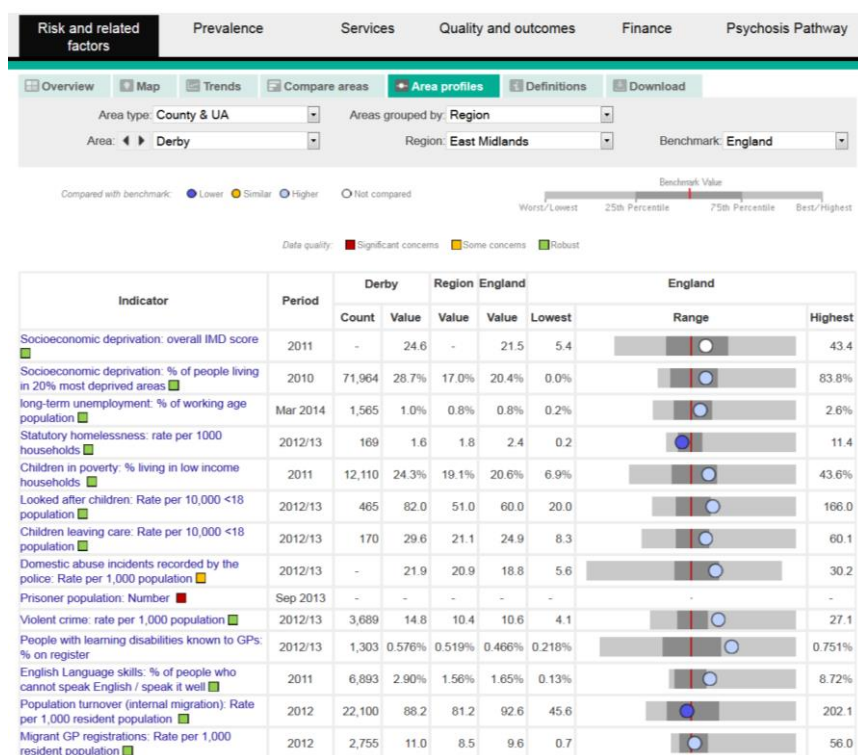 Risk and related factors Prevalence Services Quality and outcomes Finance Psychosis Pathway
Overview Map Trends Compare areas Area profiles Definitions Download
Area type: County & UA Areas grouped by: Region
Area: Derby Region: East Midlands Benchmark: England
Compared with benchmark: Lower Similar Higher Not compared
Benchmark Value
Worst/Lowest 25th Percentile 75th Percentile Best/Highest
Data quality: Significant concerns Some concerns Robust
Indicator Period Derby Region England England
Count Value Value Value Lowest Range Highest
Socioeconomic deprivation: overall IMD score 2011 - 24.6 - 21.5 5.4 43.4
Socioeconomic deprivation: % of people living
in 20% most deprived areas 2010 71,964 28.7% 17.0% 20.4% 0.0% 83.8%
long-term unemployment: % of working age
population Mar 2014 1,565 1.0% 0.8% 0.8% 0.2% 2.6%
Statutory homelessness: rate per 1000
households 2012/13 169 1.6 1.8 2.4 0.2 11.4
Children in poverty: % living in low income
households 2011 12,110 24.3% 19.1% 20.6% 6.9% 43.6%
Looked after children: Rate per 10,000 <18
population 2012/13 465 82.0 51.0 60.0 20.0 166.0
Children leaving care: Rate per 10,000 <18
population 2012/13 170 29.6 21.1 24.9 8.3 60.1
Domestic abuse incidents recorded by the
police: Rate per 1,000 population 2012/13 - 21.9 20.9 18.8 5.6 30.2
Prisoner population: Number Sep 2013 - - - - - - -
Violent crime: rate per 1,000 population 2012/13 3,689 14.8 10.4 10.6 4.1 27.1
People with learning disabilities known to GPs:
% on register 2012/13 1,303 0.576% 0.519% 0.466% 0.218% 0.751%
English Language skills: % of people who
cannot speak English / speak it well 2011 6,893 2.90% 1.56% 1.65% 0.13% 8.72%
Population turnover (internal migration): Rate
per 1,000 resident population 2012 22,100 88.2 81.2 92.6 45.6 202.1
Migrant GP registrations: Rate per 1,000
resident population 2012 2,755 11.0 8.5 9.6 0.7 56.0